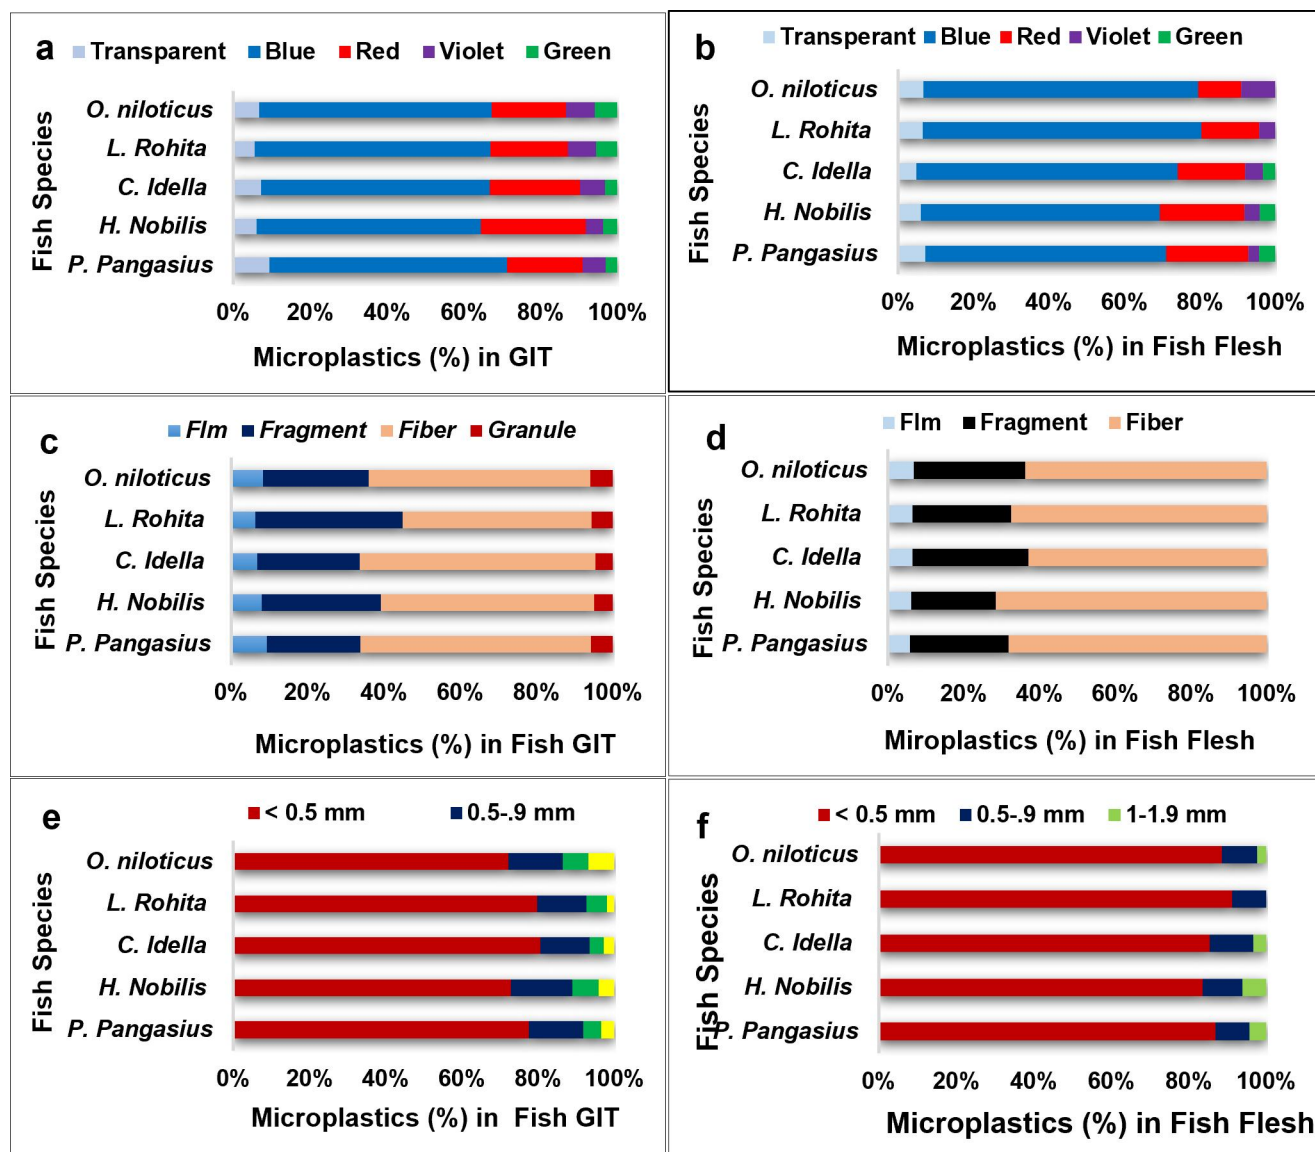 a
Transparent Blue Red Violet Green
Fish Species
O. niloticus
L. Rohita
C. Idella
H. Nobilis
P. Pangasius
0% 20% 40% 60% 80% 100%
Microplastics (%) in GIT
b
Transperant Blue Red Violet Green
Fish Species
O. niloticus
L. Rohita
C. Idella
H. Nobilis
P. Pangasius
0% 20% 40% 60% 80% 100%
Microplastics (%) in Fish Flesh
c
Flm Fragment Fiber Granule
Fish Species
O. niloticus
L. Rohita
C. Idella
H. Nobilis
P. Pangasius
0% 20% 40% 60% 80% 100%
Microplastics (%) in Fish GIT
d
Flm Fragment Fiber
Fish Species
O. niloticus
L. Rohita
C. Idella
H. Nobilis
P. Pangasius
0% 20% 40% 60% 80% 100%
Miroplastics (%) in Fish Flesh
e
< 0.5 mm 0.5-.9 mm
Fish Species
O. niloticus
L. Rohita
C. Idella
H. Nobilis
P. Pangasius
0% 20% 40% 60% 80% 100%
Microplastics (%) in Fish GIT
f
< 0.5 mm 0.5-.9 mm 1-1.9 mm
Fish Species
O. niloticus
L. Rohita
C. Idella
H. Nobilis
P. Pangasius
0% 20% 40% 60% 80% 100%
Microplastics (%) in Fish Flesh